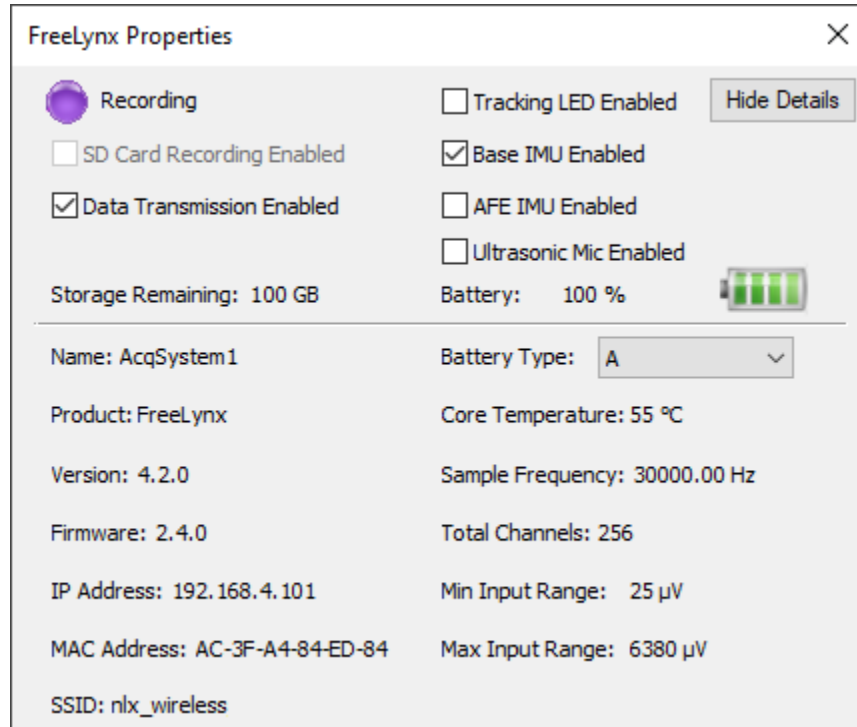 FreeLynx Properties
Recording
Tracking LED Enabled
Hide Details
SD Card Recording Enabled
Base IMU Enabled
Data Transmission Enabled
AFE IMU Enabled
Ultrasonic Mic Enabled
Storage Remaining: 100 GB
Battery: 100 %
Name: AcqSystem1
Battery Type: A
Product: FreeLynx
Core Temperature: 55 °C
Version: 4.2.0
Sample Frequency: 30000.00 Hz
Firmware: 2.4.0
Total Channels: 256
IP Address: 192.168.4.101
Min Input Range: 25 µV
MAC Address: AC-3F-A4-84-ED-84
Max Input Range: 6380 µV
SSID: nlx_wireless